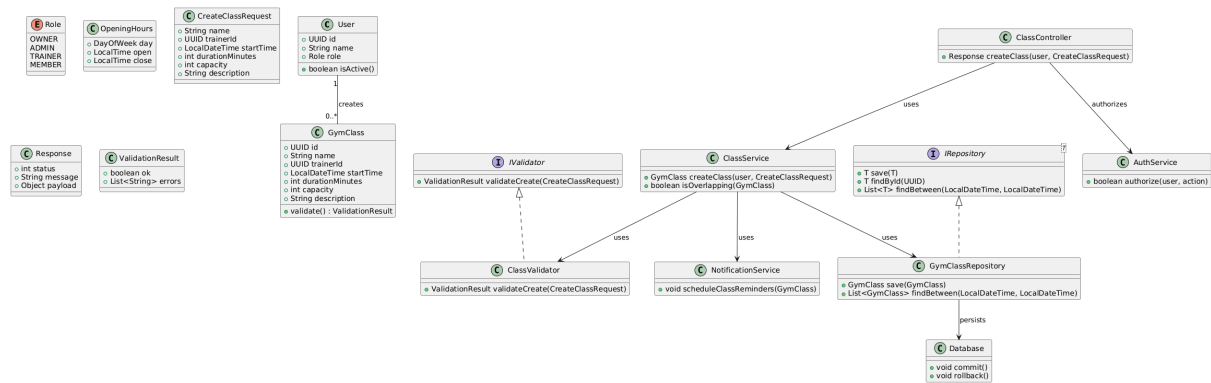 E Role
OWNER
ADMIN
TRAINER
MEMBER
C OpeningHours
DayOfWeek day
LocalTime open
LocalTime close
C CreateClassRequest
String name
UUID trainerId
LocalDateTime startTime
int durationMinutes
int capacity
String description
C User
UUID id
String name
Role role
boolean isActive()
1
creates
0..*
C GymClass
UUID id
String name
UUID trainerId
LocalDateTime startTime
int durationMinutes
int capacity
String description
validate() : ValidationResult
C ClassController
Response createClass(user, CreateClassRequest)
uses
authorizes
C Response
int status
String message
Object payload
C ValidationResult
boolean ok
List<String> errors
I IValidator
ValidationResult validateCreate(CreateClassRequest)
C ClassService
GymClass createClass(user, CreateClassRequest)
boolean isOverlapping(GymClass)
I IRepository
?
T save(T)
T findById(UUID)
List<T> findBetween(LocalDateTime, LocalDateTime)
C AuthService
boolean authorize(user, action)
uses
uses
uses
C ClassValidator
ValidationResult validateCreate(CreateClassRequest)
C NotificationService
void scheduleClassReminders(GymClass)
C GymClassRepository
GymClass save(GymClass)
List<GymClass> findBetween(LocalDateTime, LocalDateTime)
persists
C Database
void commit()
void rollback()